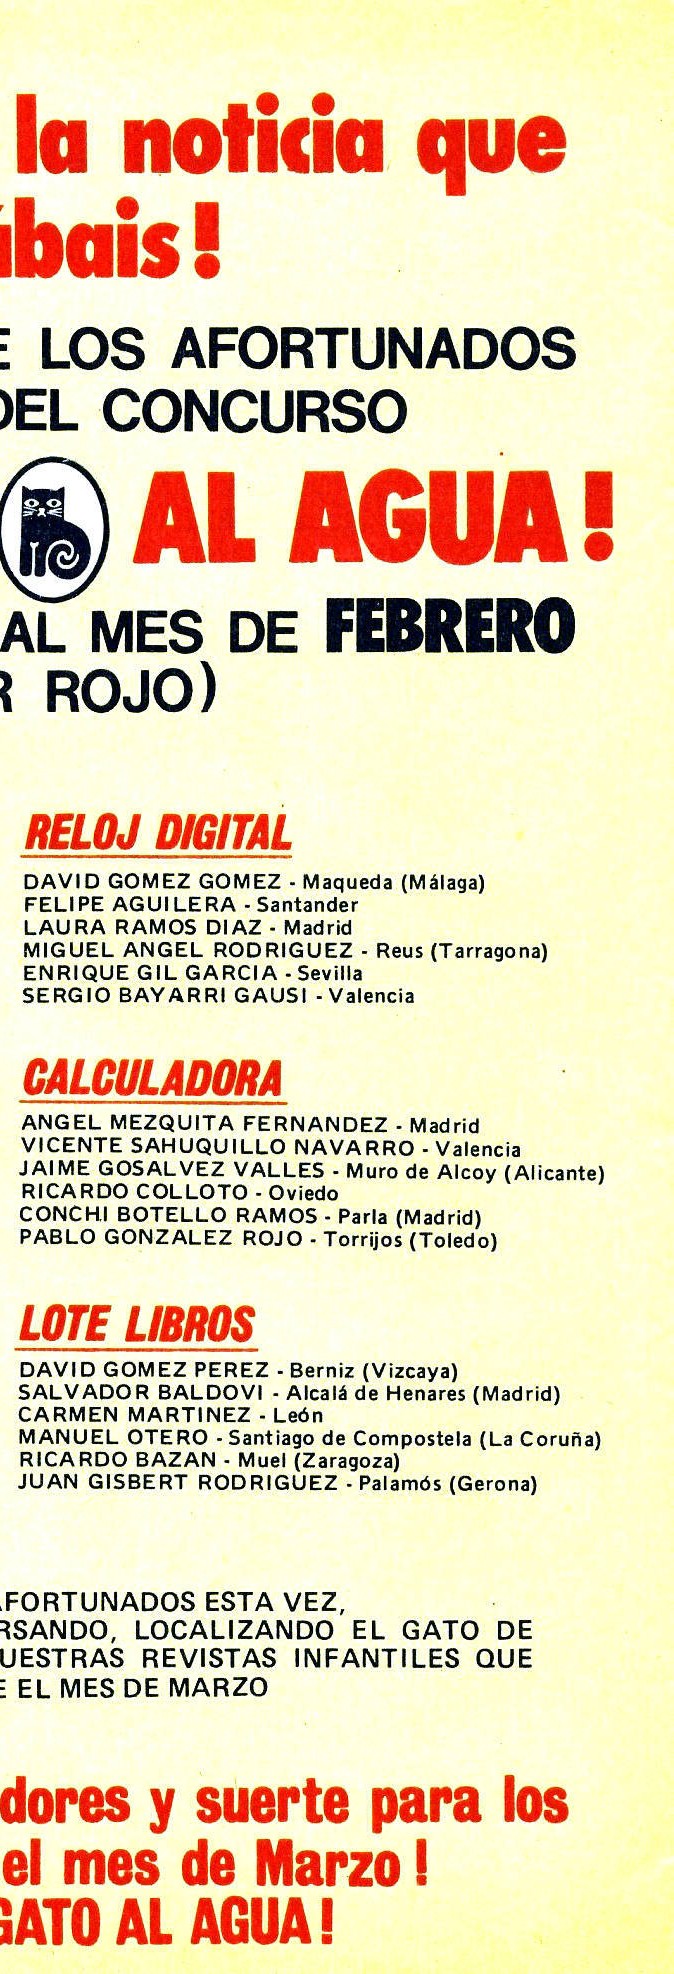 la noticia que
ábais!
E LOS AFORTUNADOS
DEL CONCURSO
AL AGUA!
AL MES DE FEBRERO
R ROJO)
RELOJ DIGITAL
DAVID GOMEZ GOMEZ - Maqueda (Málaga)
FELIPE AGUILERA - Santander
LAURA RAMOS DIAZ - Madrid
MIGUEL ANGEL RODRIGUEZ - Reus (Tarragona)
ENRIQUE GIL GARCIA - Sevilla
SERGIO BAYARRI GAUSI - Valencia
CALCULADORA
ANGEL MEZQUITA FERNANDEZ - Madrid
VICENTE SAHUQUILLO NAVARRO - Valencia
JAIME GOSALVEZ VALLES - Muro de Alcoy (Alicante)
RICARDO COLLOTO - Oviedo
CONCHI BOTELLO RAMOS - Parla (Madrid)
PABLO GONZALEZ ROJO - Torrijos (Toledo)
LOTE LIBROS
DAVID GOMEZ PEREZ - Berniz (Vizcaya)
SALVADOR BALDOVI - Alcalá de Henares (Madrid)
CARMEN MARTINEZ - León
MANUEL OTERO - Santiago de Compostela (La Coruña)
RICARDO BAZAN - Muel (Zaragoza)
JUAN GISBERT RODRIGUEZ - Palamós (Gerona)
AFORTUNADOS ESTA VEZ,
RSANDO, LOCALIZANDO EL GATO DE
UESTRAS REVISTAS INFANTILES QUE
E EL MES DE MARZO
dores y suerte para los
el mes de Marzo!
GATO AL AGUA!